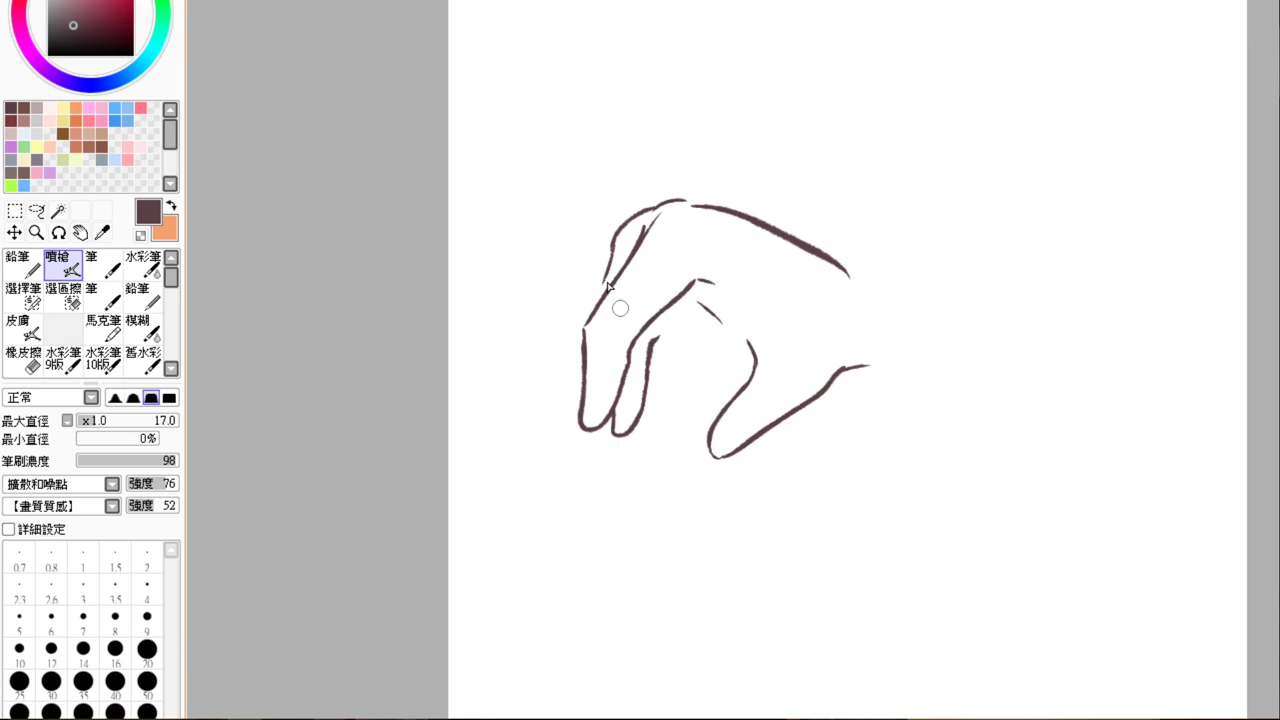 鉛筆 噴槍 筆 水彩筆
選擇筆 選區擦 筆 鉛筆
皮膚 馬克筆 模糊
橡皮擦 水彩筆 水彩筆 舊水彩
9版 10版
正常
最大直徑 x1.0 17.0
最小直徑 0%
筆刷濃度 98
擴散和噪點 強度 76
【畫質質感】 強度 52
詳細設定
0.7 0.8 1 1.5 2
2.3 2.6 3 3.5 4
5 6 7 8 9
10 12 14 16 20
25 30 35 40 50